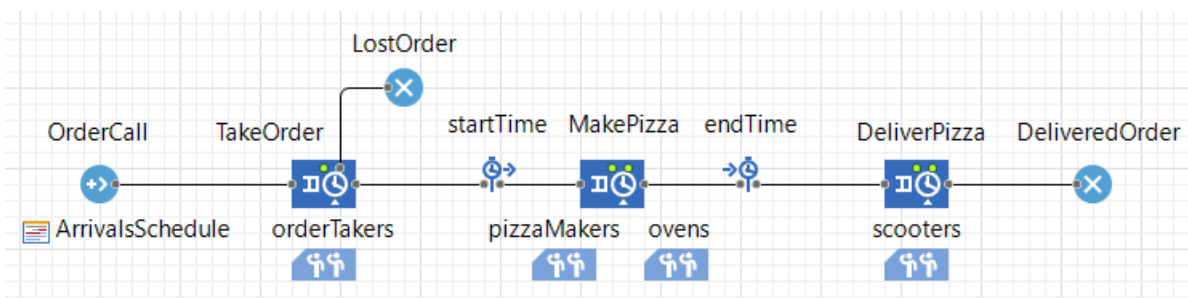 LostOrder
OrderCall TakeOrder startTime MakePizza endTime DeliverPizza DeliveredOrder
ArrivalsSchedule orderTakers pizzaMakers ovens scooters